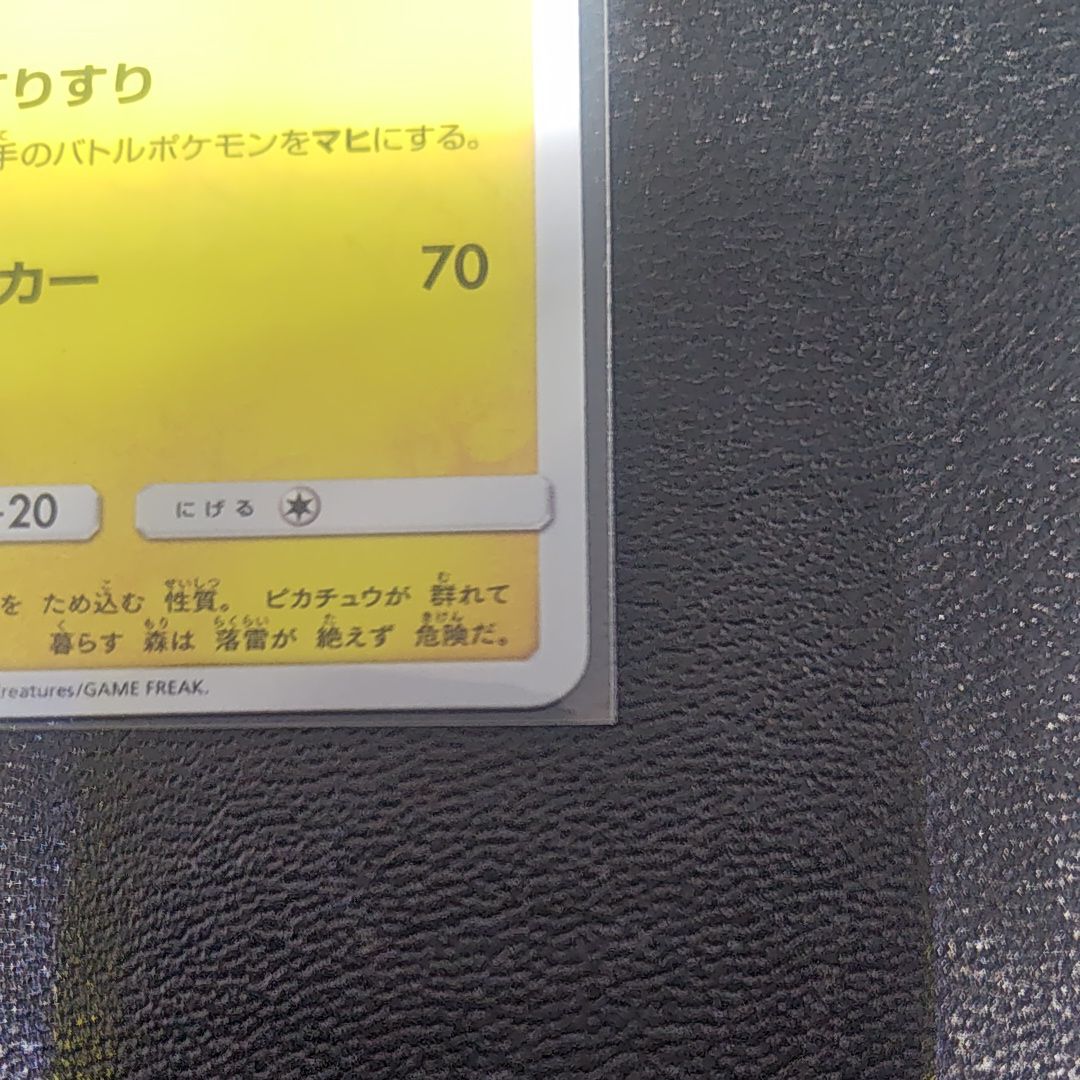 すりすり
手のバトルポケモンをマヒにする。
カー 70
-20 にげる
を ため込む 性質。 ピカチュウが 群れて
暮らす 森は 落雷が 絶えず 危険だ。
reatures/GAME FREAK.